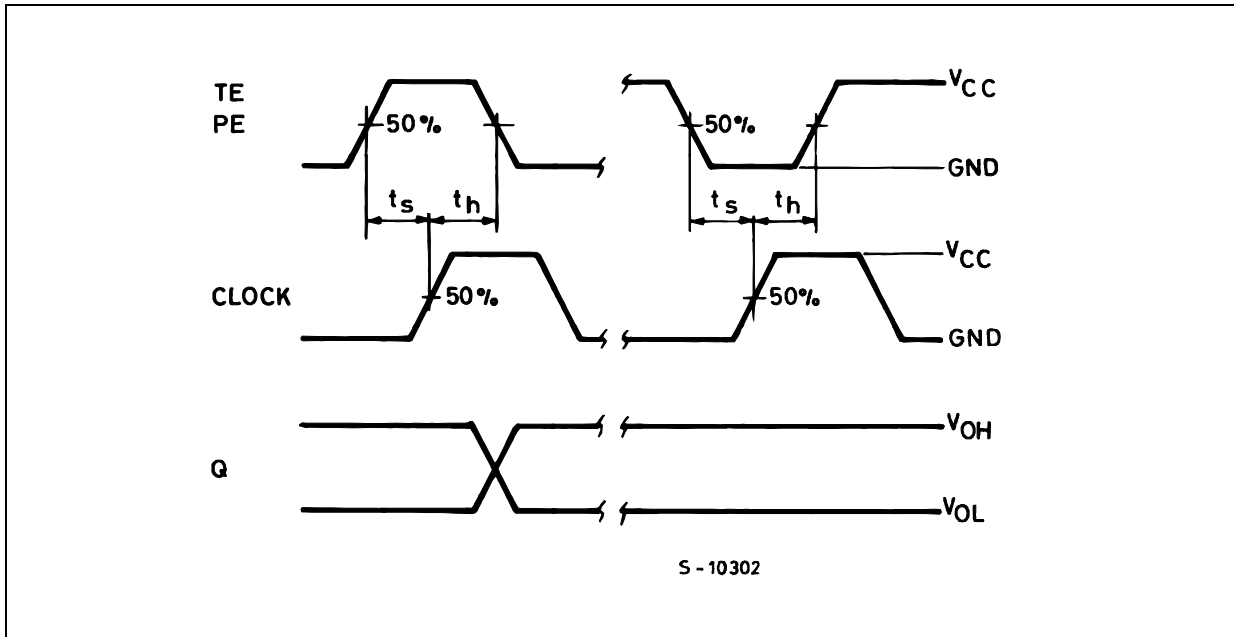 TE
PE
50%
50%
VCC
GND
ts
th
ts
th
CLOCK
50%
50%
VCC
GND
Q
VOH
VOL
S-10302